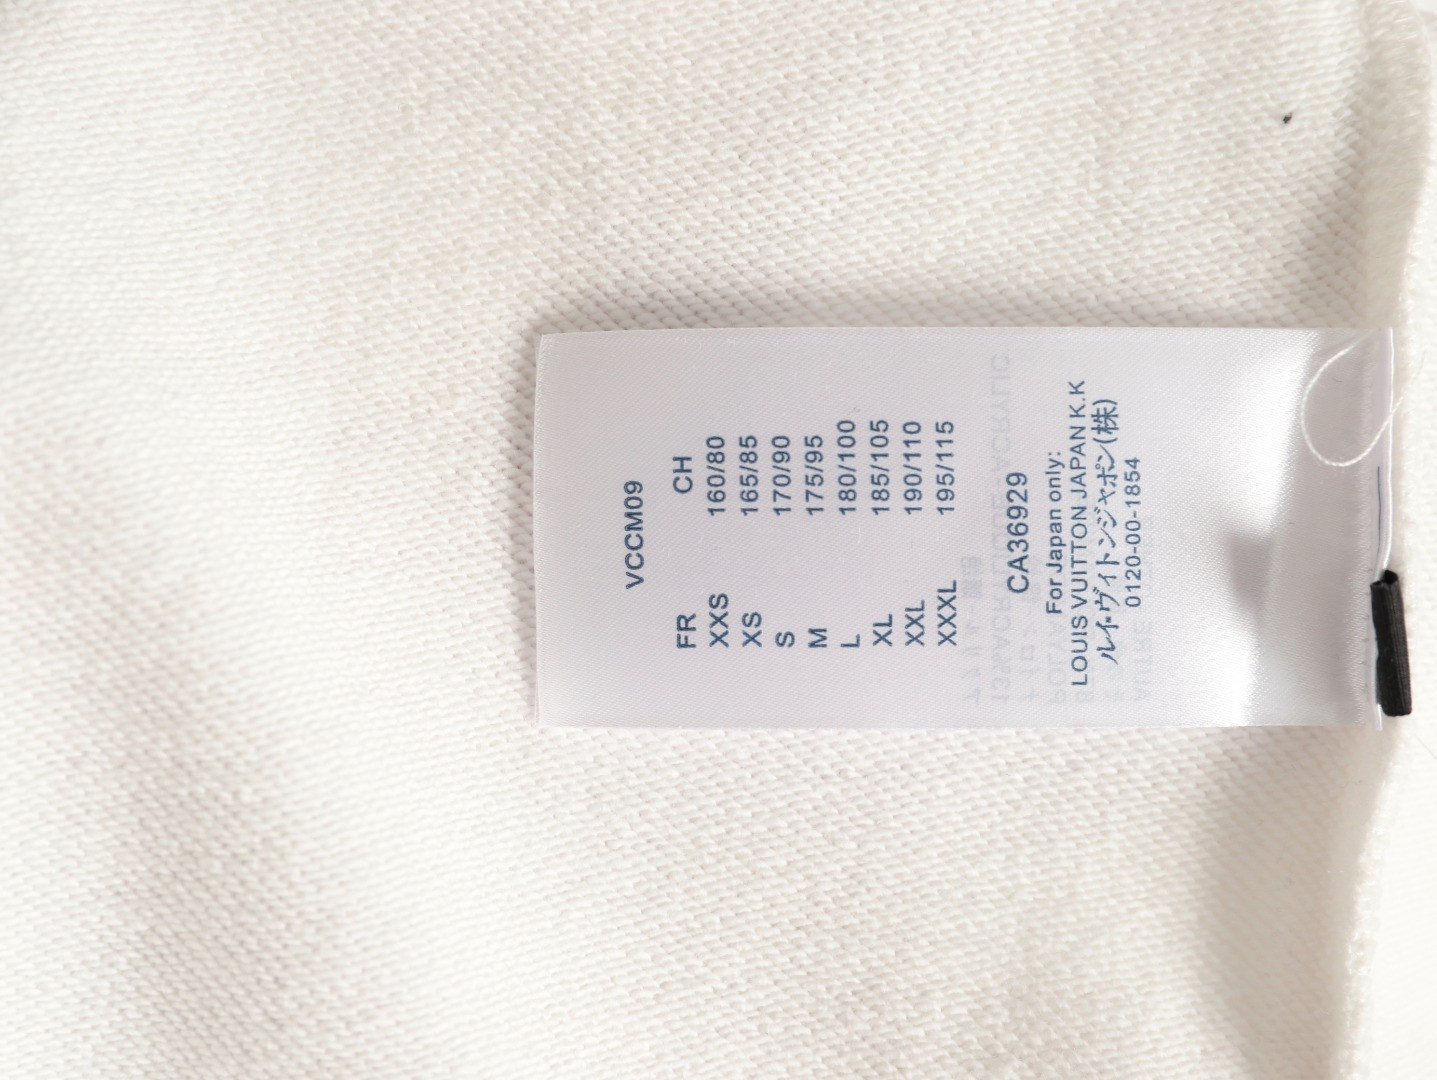 VCCM09
FR CH
XXS 160/80
XS 165/85
S 170/90
M 175/95
L 180/100
XL 185/105
XXL 190/110
XXXL 195/115
CA36929
For Japan only:
LOUIS VUITTON JAPAN K.K
ルイ・ヴィトンジャポン(株)
0120-00-1854